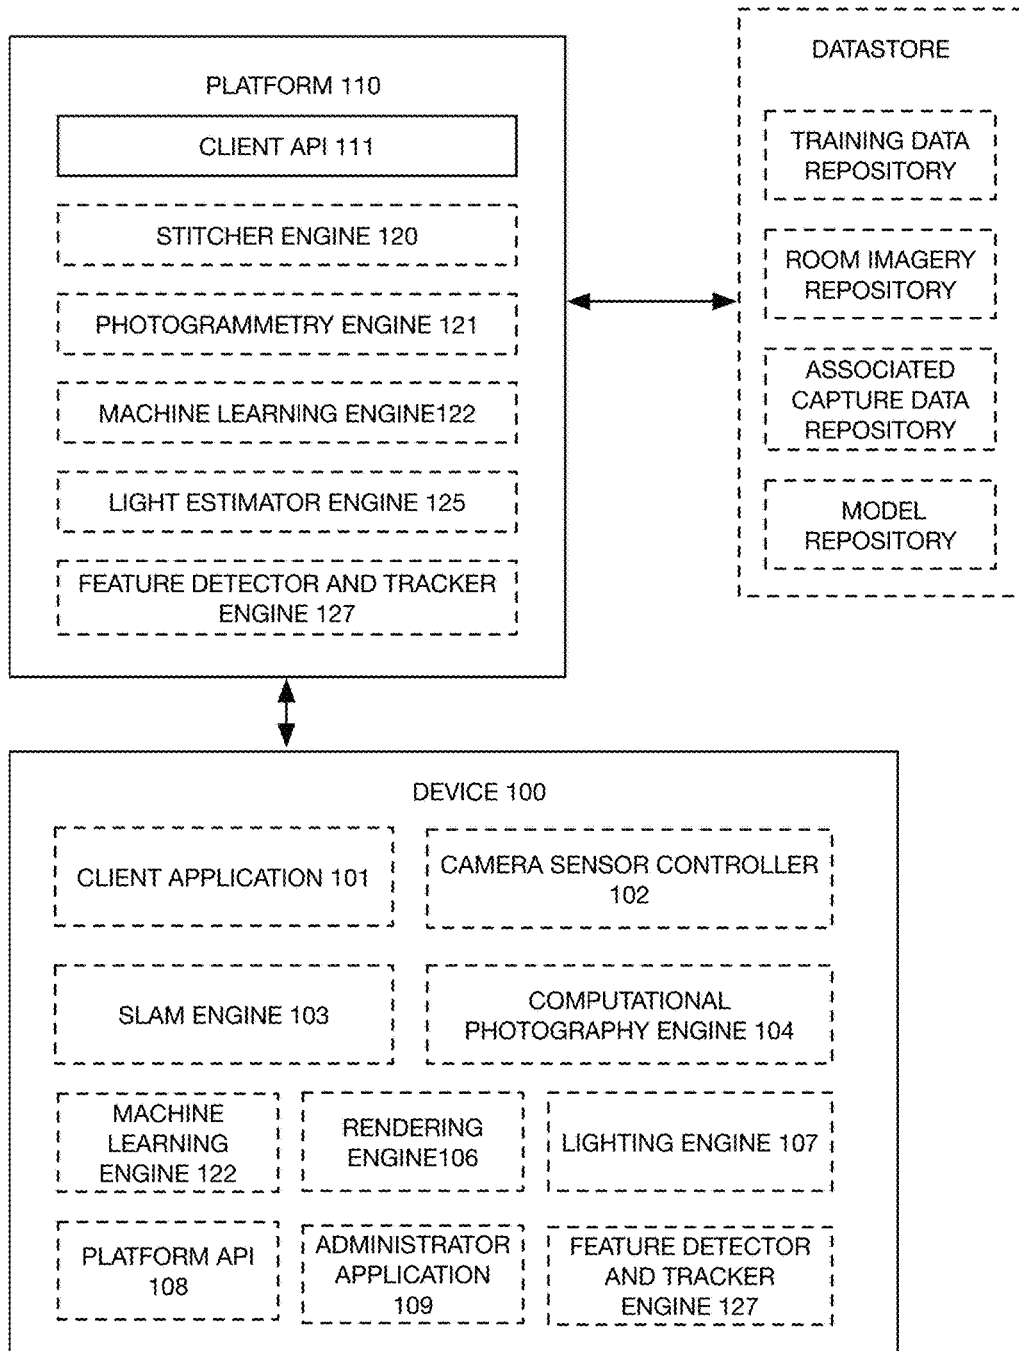 PLATFORM 110
CLIENT API 111
STITCHER ENGINE 120
PHOTOGRAMMETRY ENGINE 121
MACHINE LEARNING ENGINE122
LIGHT ESTIMATOR ENGINE 125
FEATURE DETECTOR AND TRACKER
ENGINE 127
DATASTORE
TRAINING DATA
REPOSITORY
ROOM IMAGERY
REPOSITORY
ASSOCIATED
CAPTURE DATA
REPOSITORY
MODEL
REPOSITORY
DEVICE 100
CLIENT APPLICATION 101
CAMERA SENSOR CONTROLLER
102
SLAM ENGINE 103
COMPUTATIONAL
PHOTOGRAPHY ENGINE 104
MACHINE
LEARNING
ENGINE 122
RENDERING
ENGINE106
LIGHTING ENGINE 107
PLATFORM API
108
ADMINISTRATOR
APPLICATION
109
FEATURE DETECTOR
AND TRACKER
ENGINE 127